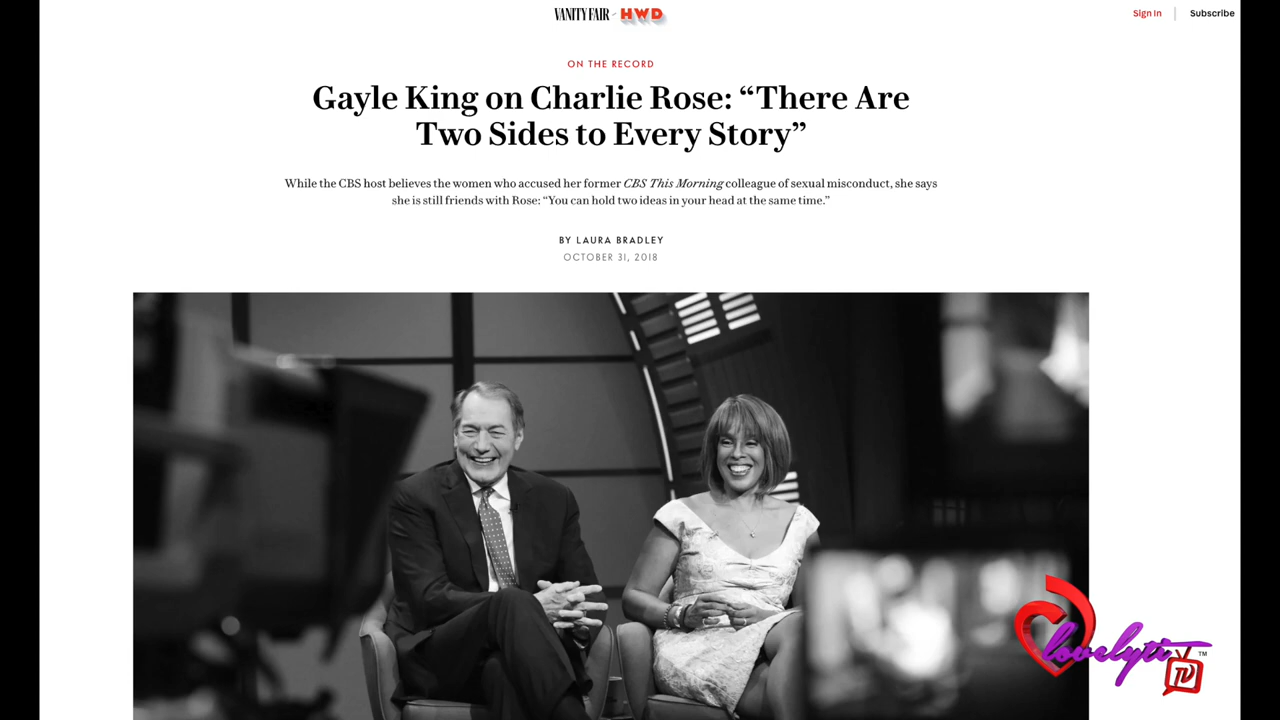 VANITY FAIR HWD
Sign In
Subscribe
ON THE RECORD
Gayle King on Charlie Rose: “There Are
Two Sides to Every Story”
While the CBS host believes the women who accused her former CBS This Morning colleague of sexual misconduct, she says
she is still friends with Rose: “You can hold two ideas in your head at the same time.”
BY LAURA BRADLEY
OCTOBER 31, 2018
lovelyti TM
TV